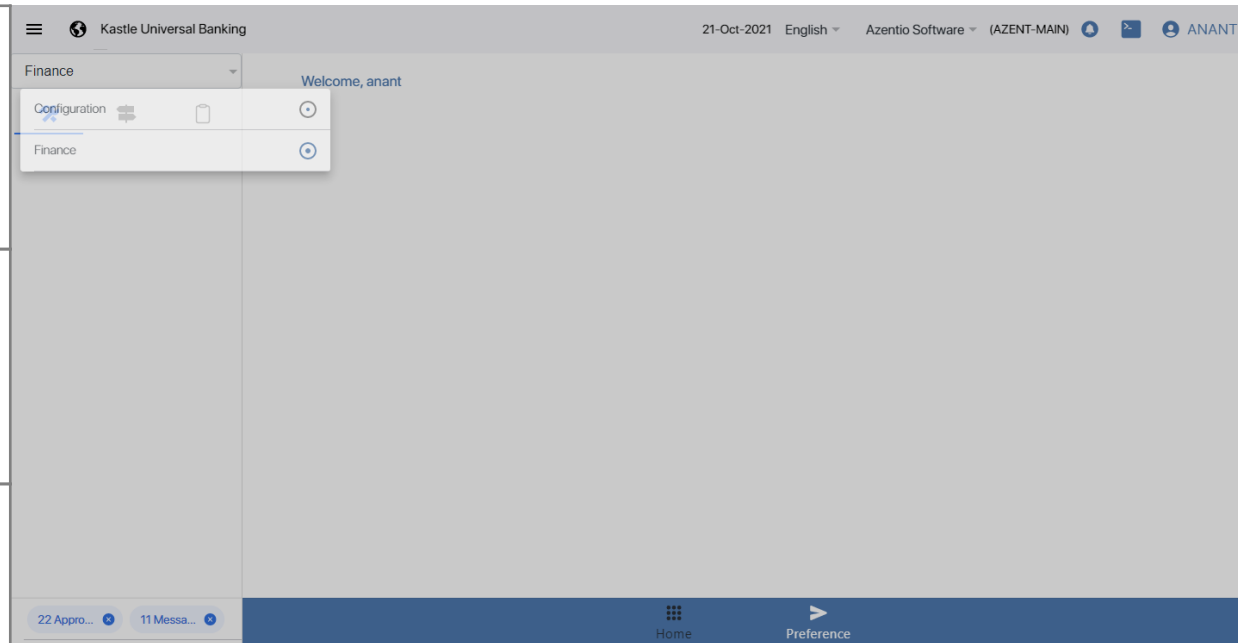 Kastle Universal Banking 21-Oct-2021 English Azentio Software (AZENT-MAIN) ANANT
Finance
Welcome, anant
Configuration
Finance
22 Appro... 11 Messa...
Home Preference